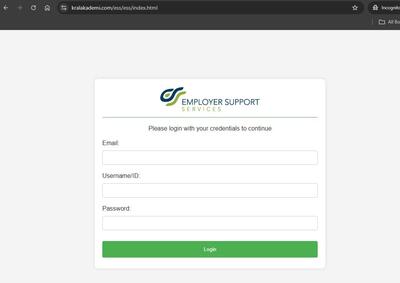 kralakademi.com/ess/ess/index.html
Incognito
All Bo
EMPLOYER SUPPORT
SERVICES
Please login with your credentials to continue
Email:
Username/ID:
Password:
Login